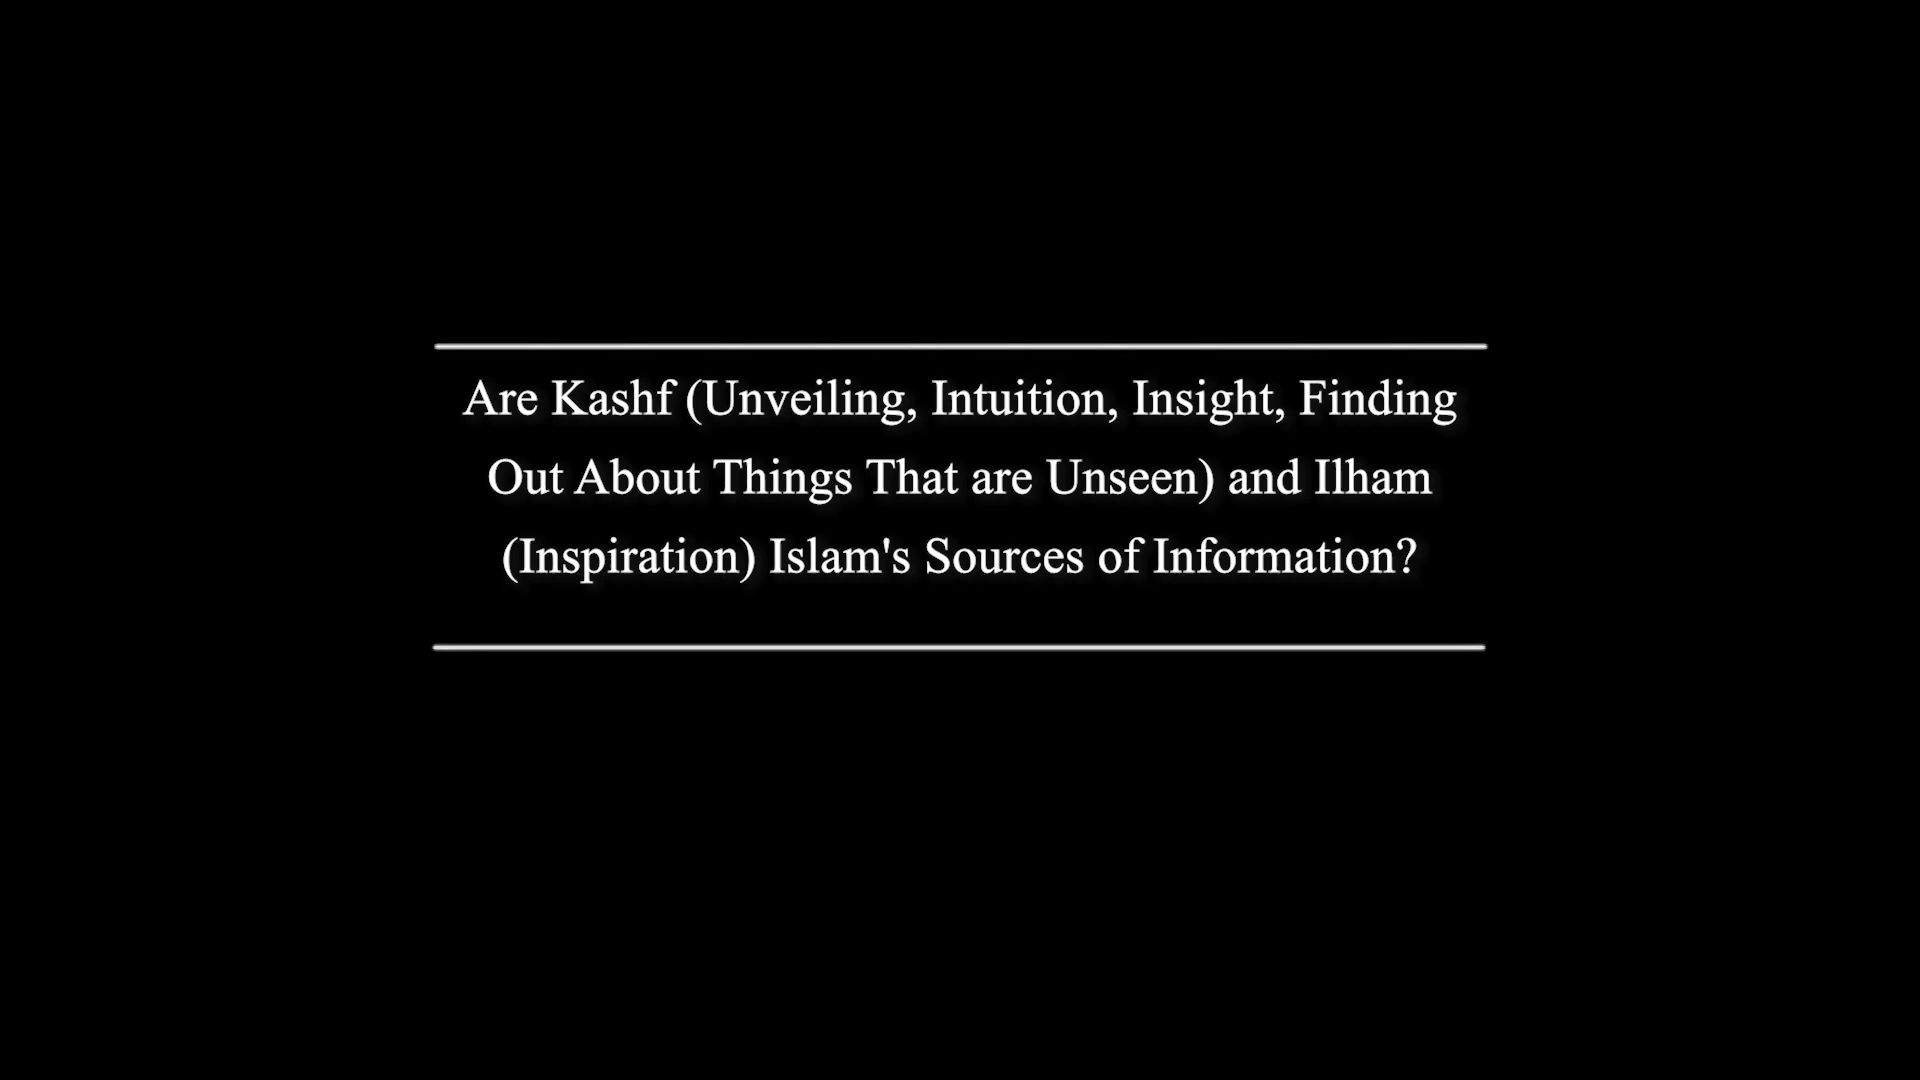 Are Kashf (Unveiling, Intuition, Insight, Finding
Out About Things That are Unseen) and Ilham
(Inspiration) Islam's Sources of Information?